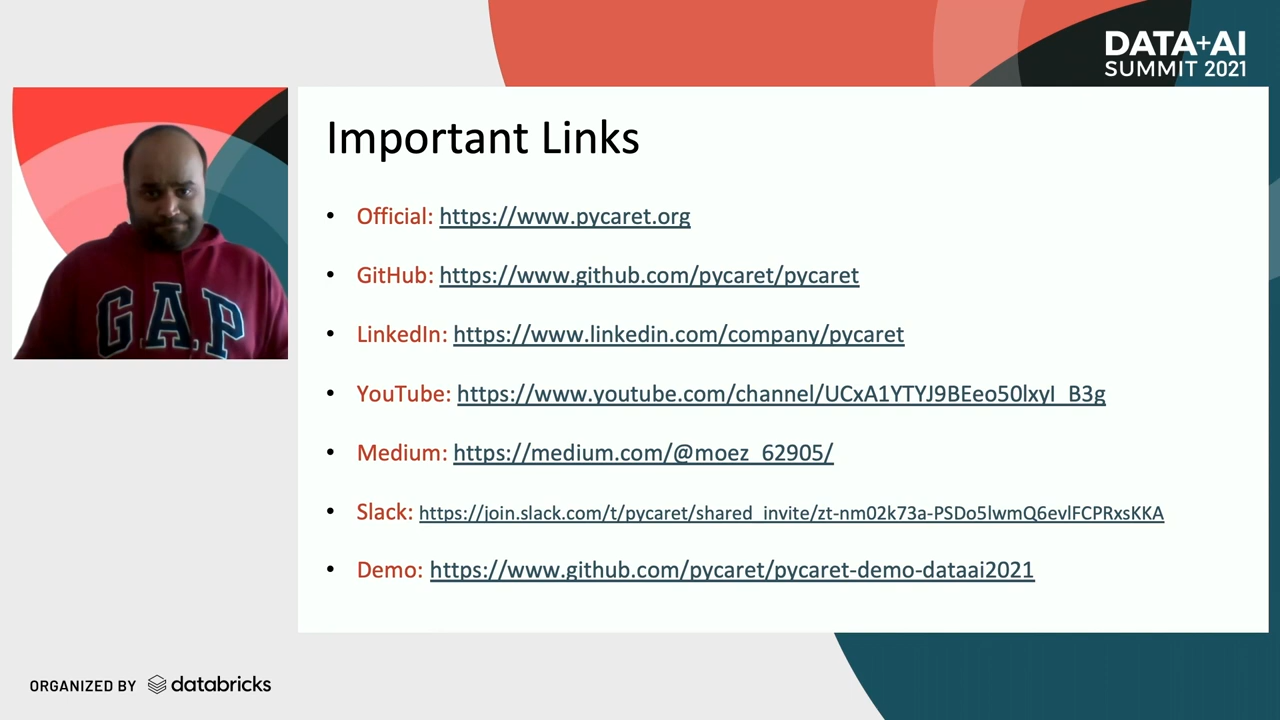 DATA+AI
SUMMIT 2021
GAP
Important Links
• Official: https://www.pycaret.org
• GitHub: https://www.github.com/pycaret/pycaret
• LinkedIn: https://www.linkedin.com/company/pycaret
• YouTube: https://www.youtube.com/channel/UCxA1YTYJ9BEeo50lxyI_B3g
• Medium: https://medium.com/@moez_62905/
• Slack: https://join.slack.com/t/pycaret/shared_invite/zt-nm02k73a-PSDo5lwmQ6evlFCPRxsKKA
• Demo: https://www.github.com/pycaret/pycaret-demo-dataai2021
ORGANIZED BY databricks